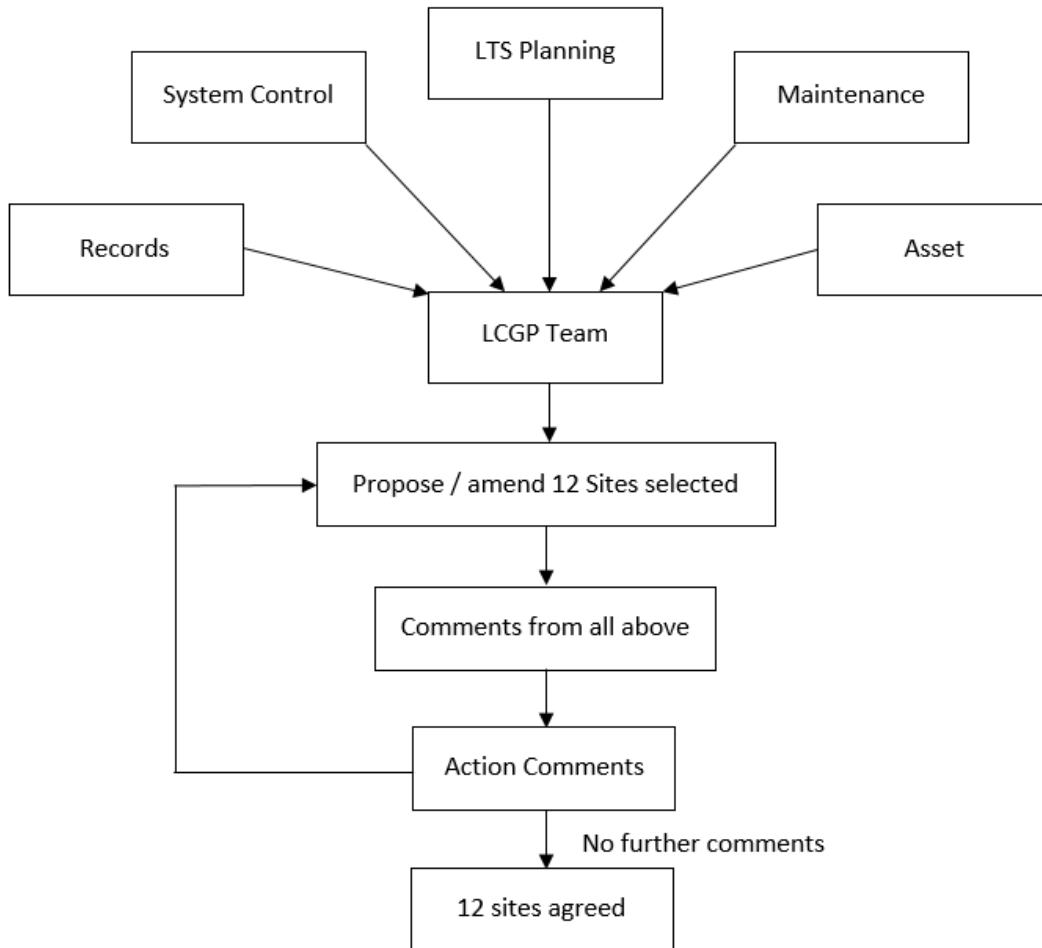 LTS Planning
System Control
Maintenance
Records
Asset
LCGP Team
Propose / amend 12 Sites selected
Comments from all above
Action Comments
No further comments
12 sites agreed